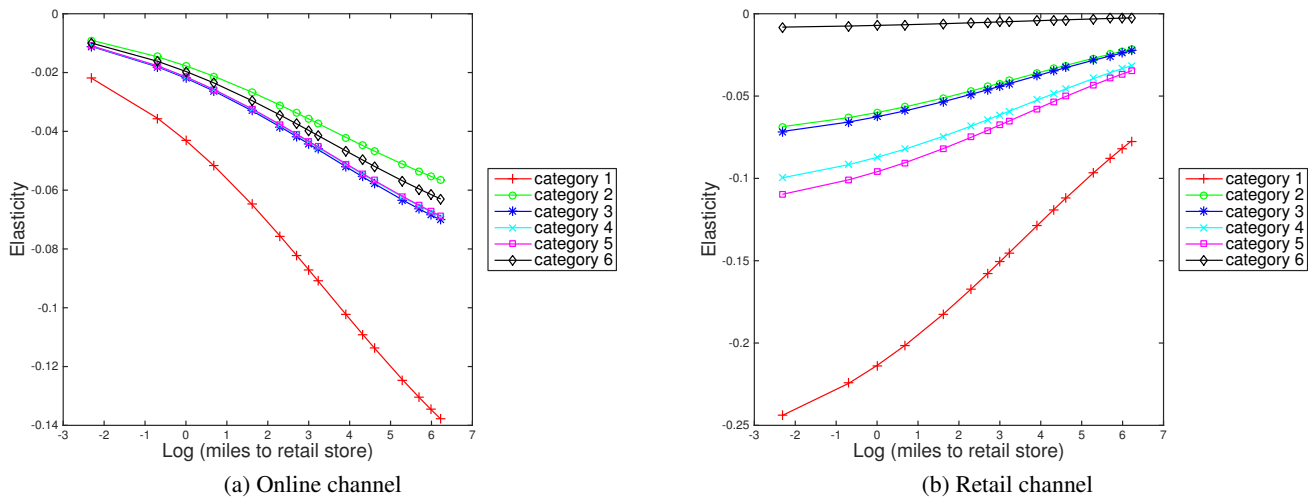 0
-0.02
-0.04
-0.06
-0.08
-0.1
-0.12
-0.14
Elasticity
-3 -2 -1 0 1 2 3 4 5 6 7
Log (miles to retail store)
category 1
category 2
category 3
category 4
category 5
category 6
(a) Online channel
0
-0.05
-0.1
-0.15
-0.2
-0.25
Elasticity
-3 -2 -1 0 1 2 3 4 5 6 7
Log (miles to retail store)
category 1
category 2
category 3
category 4
category 5
category 6
(b) Retail channel